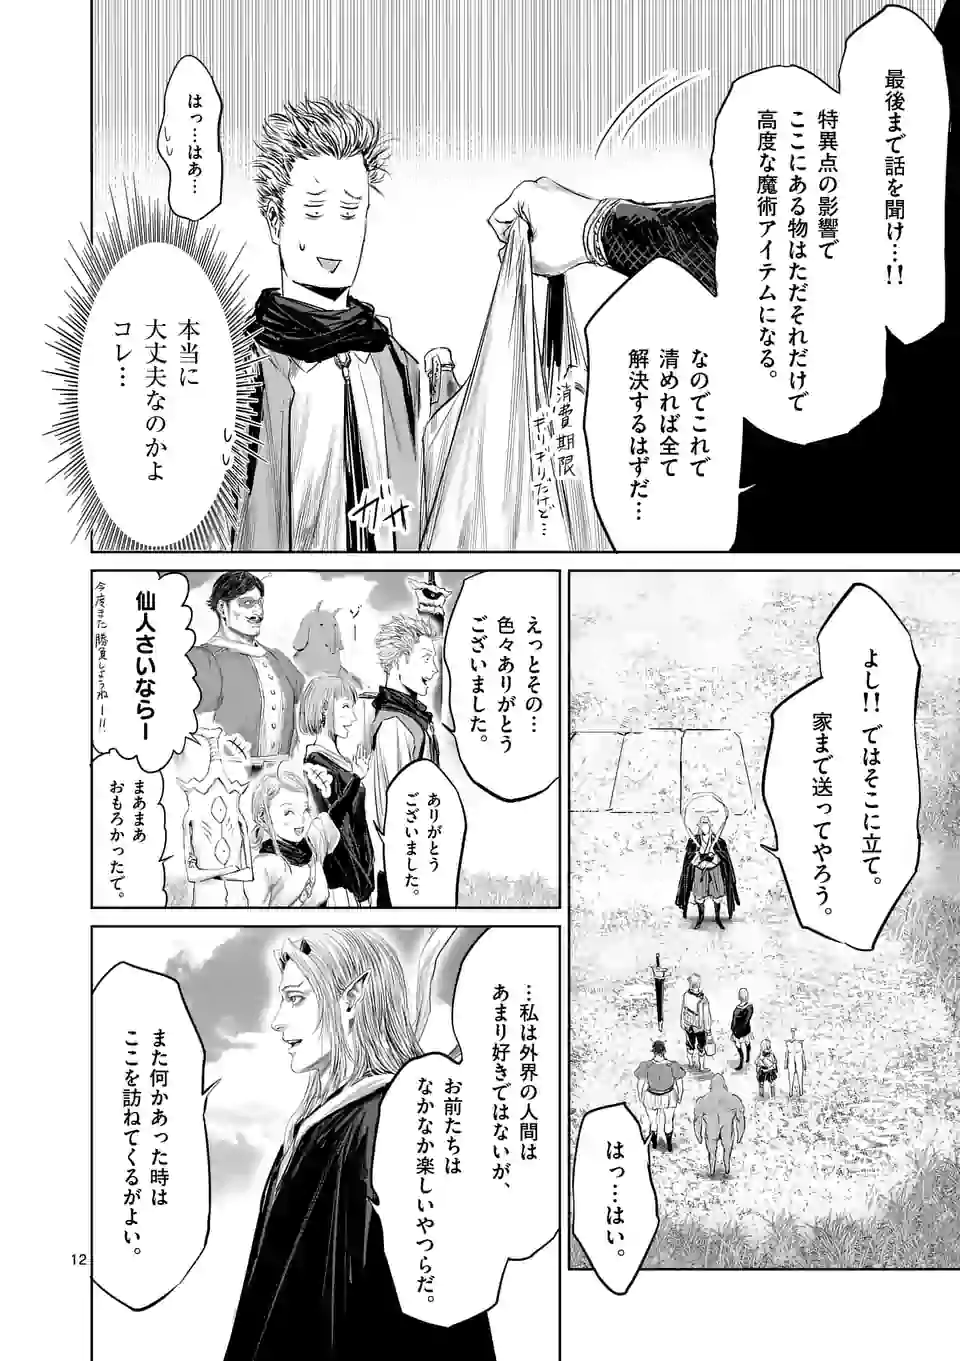 最後まで話を聞け…!!
特異点の影響で
ここにある物はただそれだけで
高度な魔術アイテムになる。
なのでこれで
清めれば全て
解決するはずだ…
消費期限
ギリギリだけど…
ガメ
はっ…はあ…
本当に
大丈夫なのかよ
コレ…
よし!!ではそこに立て。
家まで送ってやろう。
はっ…はい。
えっとその…
色々ありがとう
ございました。
ありがとう
ございました。
仙人さいならー
今度また勝負しようねー!!
まあまあ
おもろかったで。
…私は外界の人間は
あまり好きではないが、
お前たちは
なかなか楽しいやつらだ。
また何かあった時は
ここを訪ねてくるがよい。
12